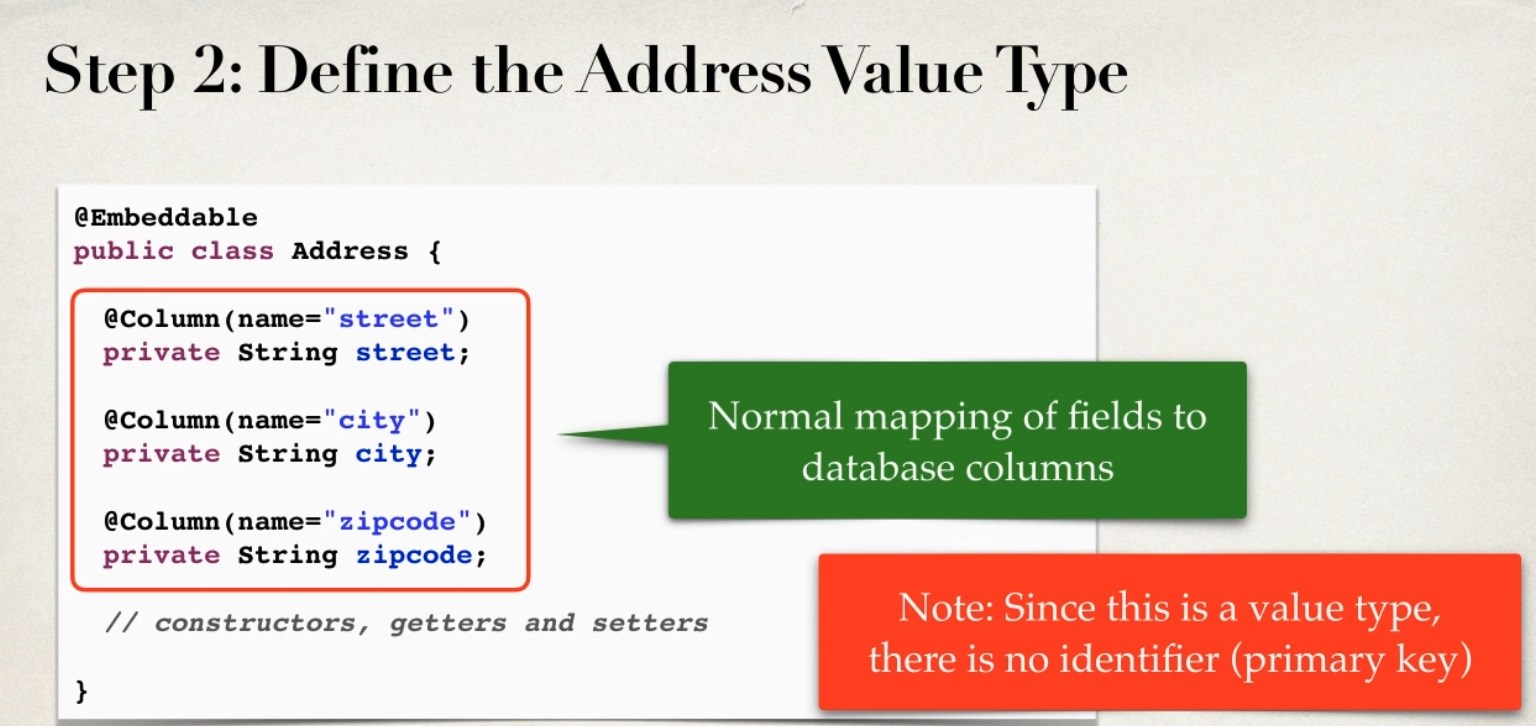 Step 2: Define the Address Value Type
@Embeddable
public class Address {
@Column(name="street")
private String street;
@Column(name="city")
private String city;
@Column(name="zipcode")
private String zipcode;
// constructors, getters and setters
}
Normal mapping of fields to
database columns
Note: Since this is a value type,
there is no identifier (primary key)